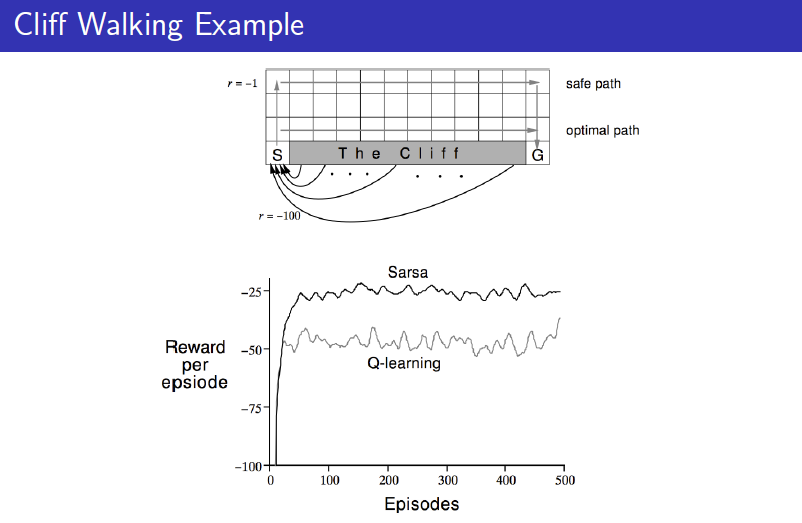 Cliff Walking Example
r = -1
safe path
optimal path
S
The Cliff
G
r = -100
Sarsa
-25
Reward
per
epsiode
-50
Q-learning
-75
-100
0 100 200 300 400 500
Episodes